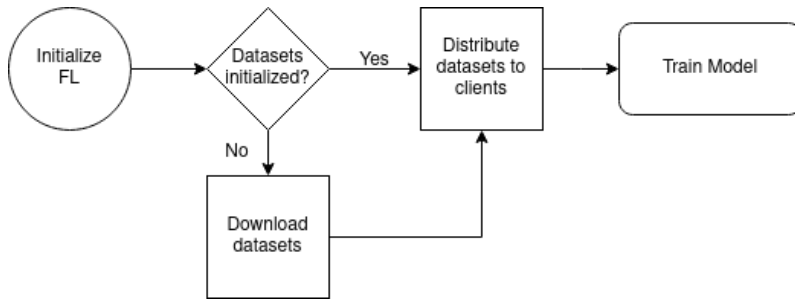 Initialize
FL
Datasets
initialized?
Yes
Distribute
datasets to
clients
Train Model
No
Download
datasets